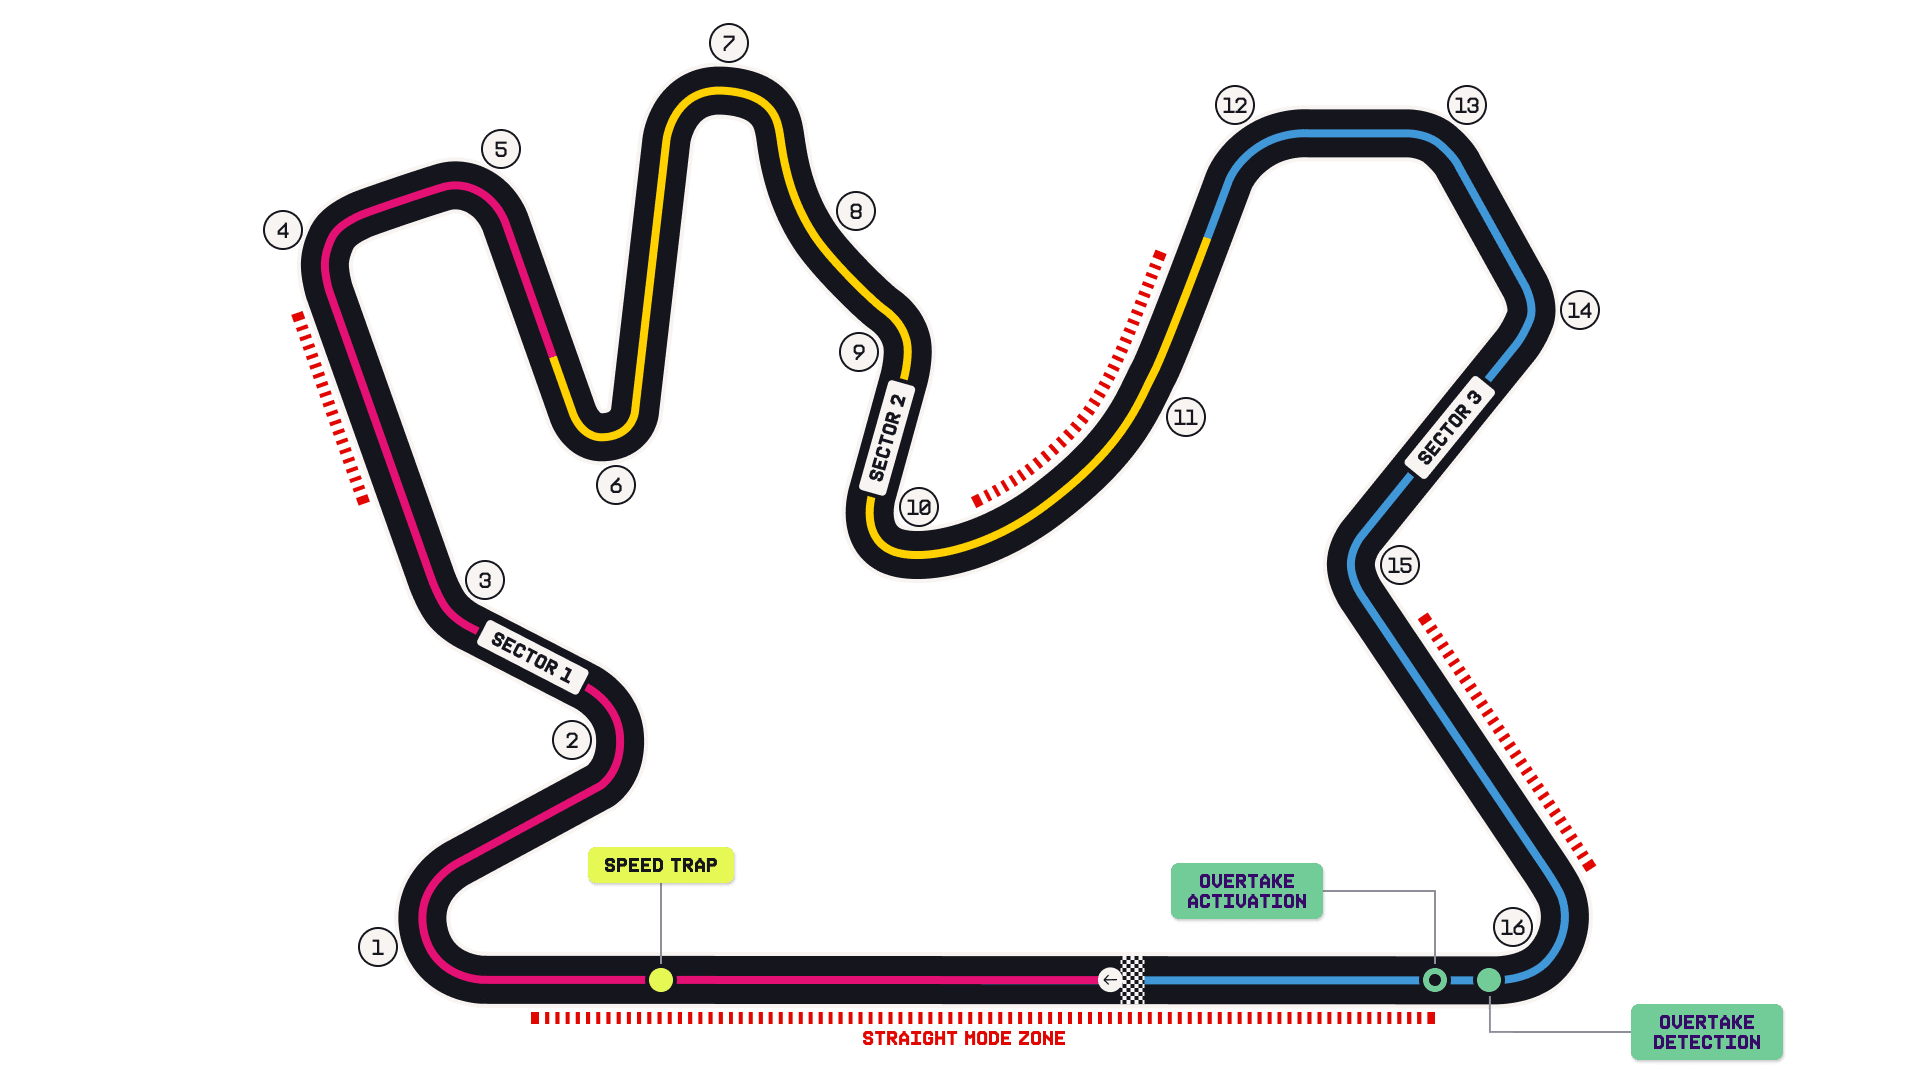 7
12
13
5
8
4
14
9
SECTOR 2
SECTOR 3
11
6
10
15
3
SECTOR 1
2
SPEED TRAP
OVERTAKE
ACTIVATION
16
1
←
OVERTAKE
DETECTION
STRAIGHT MODE ZONE